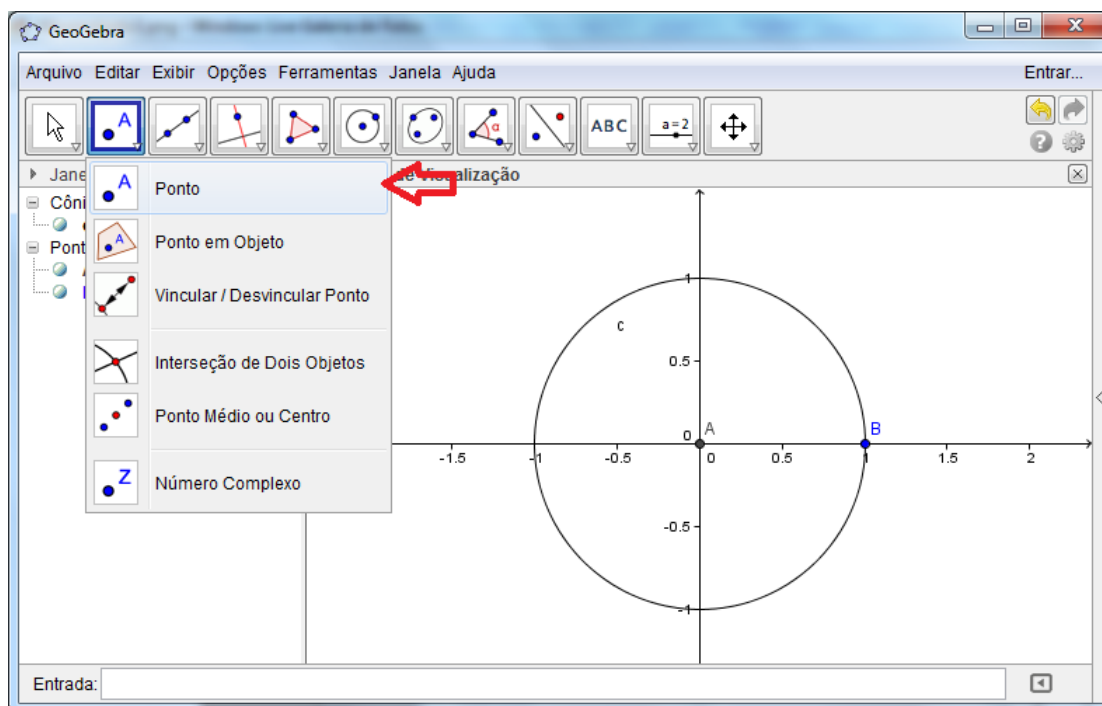 GeoGebra
Arquivo Editar Exibir Opções Ferramentas Janela Ajuda Entrar...
A α ABC a=2
Jane de Visualização
Côni
Pont
A Ponto
A Ponto em Objeto
Vincular / Desvincular Ponto
Interseção de Dois Objetos
Ponto Médio ou Centro
Z Número Complexo
1
c
0.5
0 A B
-1.5 -1 -0.5 0 0.5 1 1.5 2
-0.5
-1
Entrada: